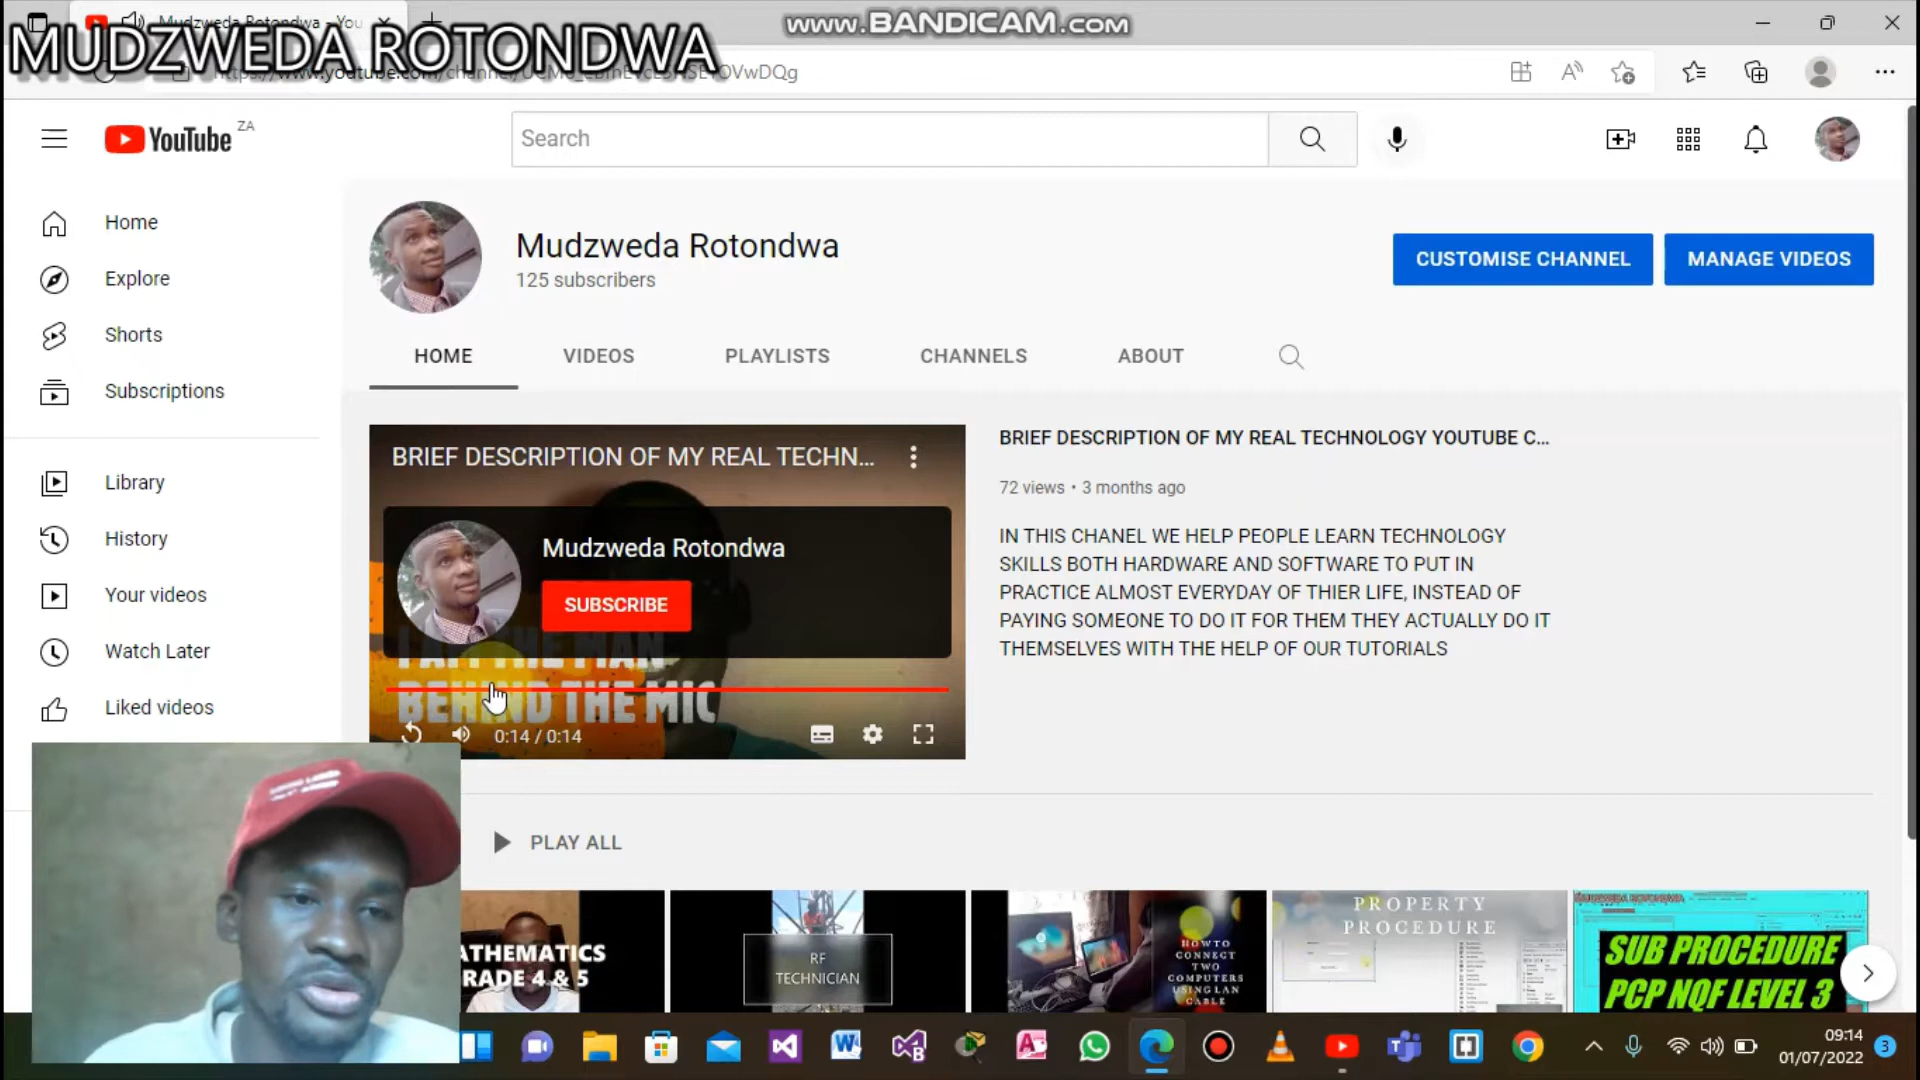 Mudzweda Rotondwa - You
www.BANDICAM.com
MUDZWEDA ROTONDWA
YouTube ZA
Search
Home
Explore
Shorts
Subscriptions
Library
History
Your videos
Watch Later
Liked videos
Mudzweda Rotondwa
125 subscribers
CUSTOMISE CHANNEL
MANAGE VIDEOS
HOME
VIDEOS
PLAYLISTS
CHANNELS
ABOUT
BRIEF DESCRIPTION OF MY REAL TECHN...
Mudzweda Rotondwa
SUBSCRIBE
I AM THE MAN
BEHIND THE MIC
0:14 / 0:14
BRIEF DESCRIPTION OF MY REAL TECHNOLOGY YOUTUBE C...
72 views • 3 months ago
IN THIS CHANEL WE HELP PEOPLE LEARN TECHNOLOGY
SKILLS BOTH HARDWARE AND SOFTWARE TO PUT IN
PRACTICE ALMOST EVERYDAY OF THIER LIFE, INSTEAD OF
PAYING SOMEONE TO DO IT FOR THEM THEY ACTUALLY DO IT
THEMSELVES WITH THE HELP OF OUR TUTORIALS
PLAY ALL
ATHEMATICS
RADE 4 & 5
RF
TECHNICIAN
HOW TO
CONNECT
TWO
COMPUTERS
USING LAN
CABLE
PROPERTY
PROCEDURE
SUB PROCEDURE
PCP NQF LEVEL 3
09:14
01/07/2022
3